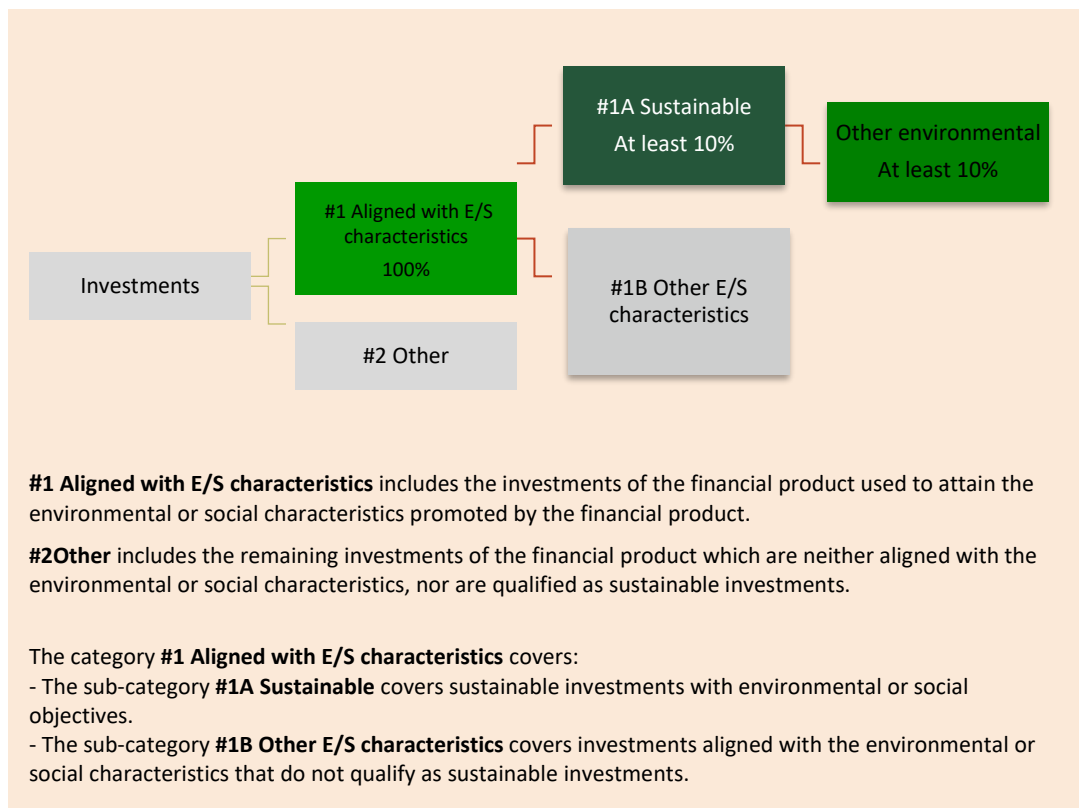 #1A Sustainable
At least 10%
Other environmental
At least 10%
#1 Aligned with E/S
characteristics
100%
Investments
#1B Other E/S
characteristics
#2 Other
#1 Aligned with E/S characteristics includes the investments of the financial product used to attain the
environmental or social characteristics promoted by the financial product.
#2Other includes the remaining investments of the financial product which are neither aligned with the
environmental or social characteristics, nor are qualified as sustainable investments.
The category #1 Aligned with E/S characteristics covers:
- The sub-category #1A Sustainable covers sustainable investments with environmental or social
objectives.
- The sub-category #1B Other E/S characteristics covers investments aligned with the environmental or
social characteristics that do not qualify as sustainable investments.